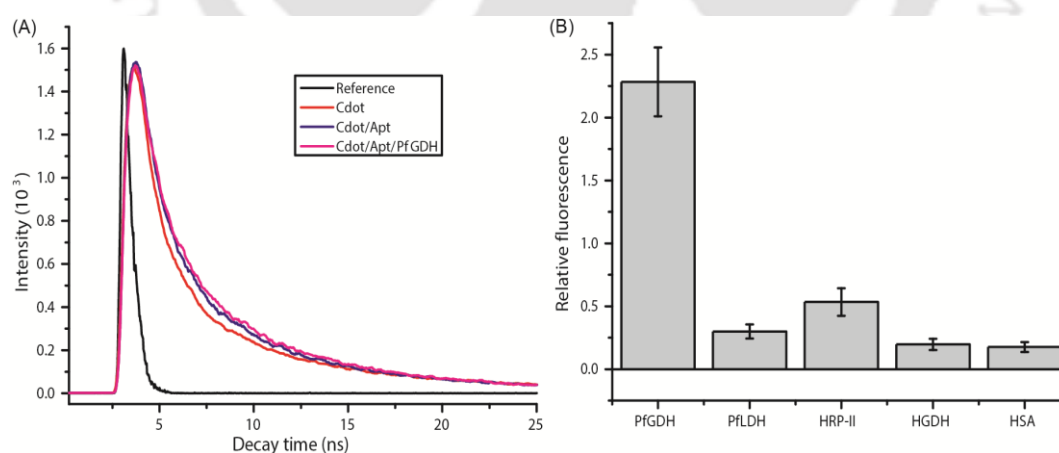 (A)
1.6
1.4
1.2
1.0
0.8
0.6
0.4
0.2
0.0
Intensity (10³)
5
10
15
20
25
Decay time (ns)
Reference
Cdot
Cdot/Apt
Cdot/Apt/PfGDH
(B)
2.5
2.0
1.5
1.0
0.5
0.0
Relative fluorescence
PfGDH
PfLDH
HRP-II
HGDH
HSA